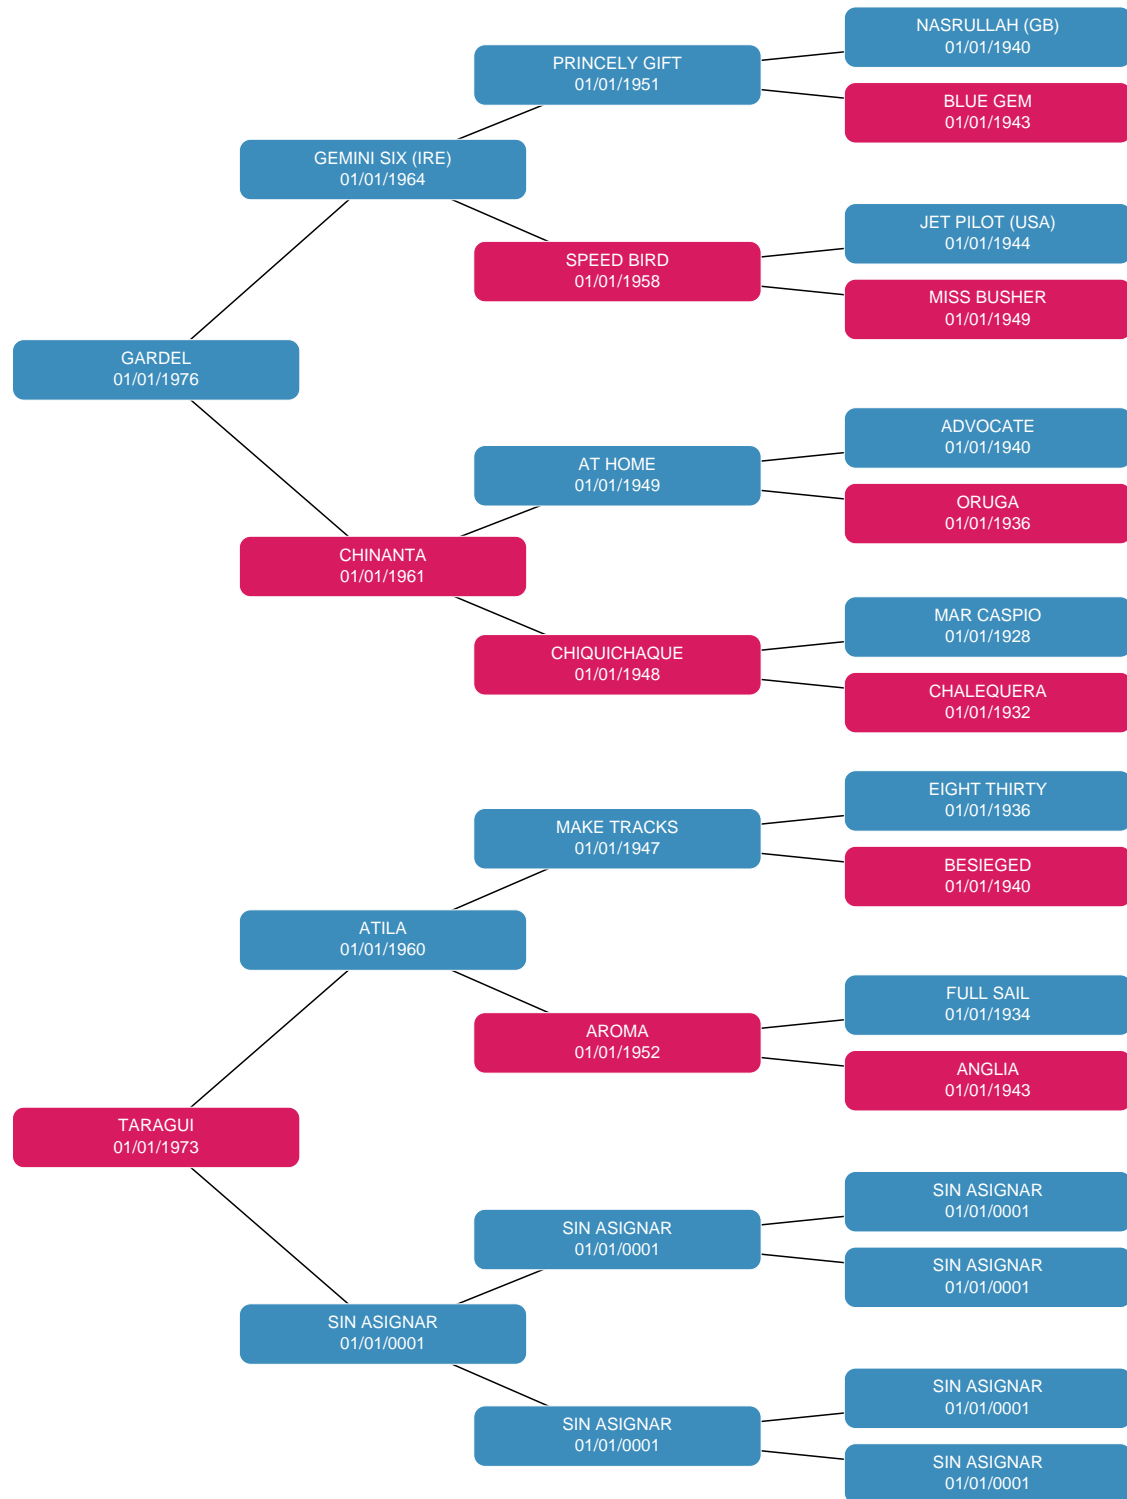 NASRULLAH (GB)
01/01/1940
PRINCELY GIFT
01/01/1951
BLUE GEM
01/01/1943
GEMINI SIX (IRE)
01/01/1964
JET PILOT (USA)
01/01/1944
SPEED BIRD
01/01/1958
MISS BUSHER
01/01/1949
GARDEL
01/01/1976
ADVOCATE
01/01/1940
AT HOME
01/01/1949
ORUGA
01/01/1936
CHINANTA
01/01/1961
MAR CASPIO
01/01/1928
CHIQUICHAQUE
01/01/1948
CHALEQUERA
01/01/1932
EIGHT THIRTY
01/01/1936
MAKE TRACKS
01/01/1947
BESIEGED
01/01/1940
ATILA
01/01/1960
FULL SAIL
01/01/1934
AROMA
01/01/1952
ANGLIA
01/01/1943
TARAGUI
01/01/1973
SIN ASIGNAR
01/01/0001
SIN ASIGNAR
01/01/0001
SIN ASIGNAR
01/01/0001
SIN ASIGNAR
01/01/0001
SIN ASIGNAR
01/01/0001
SIN ASIGNAR
01/01/0001
SIN ASIGNAR
01/01/0001